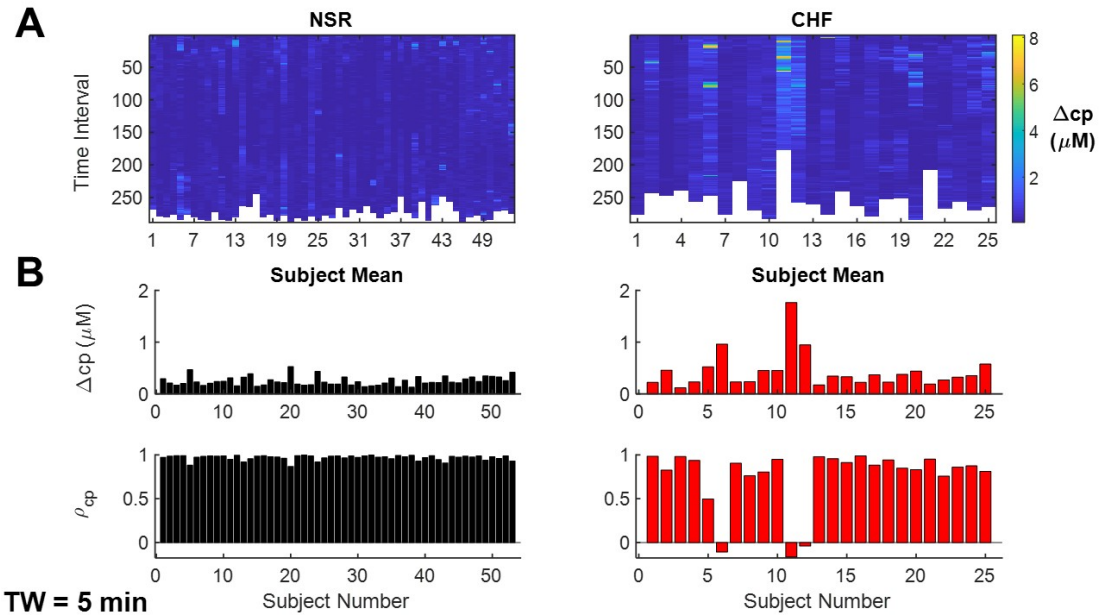 A
NSR
CHF
Time Interval
50
100
150
200
250
1 7 13 19 25 31 37 43 49
50
100
150
200
250
1 4 7 10 13 16 19 22 25
8
6
4
2
Δcp
(μM)
B
Subject Mean
Subject Mean
Δcp (μM)
2
1
0
0 10 20 30 40 50
2
1
0
0 5 10 15 20 25
ρcp
1
0.5
0
0 10 20 30 40 50
1
0.5
0
0 5 10 15 20 25
TW = 5 min
Subject Number
Subject Number